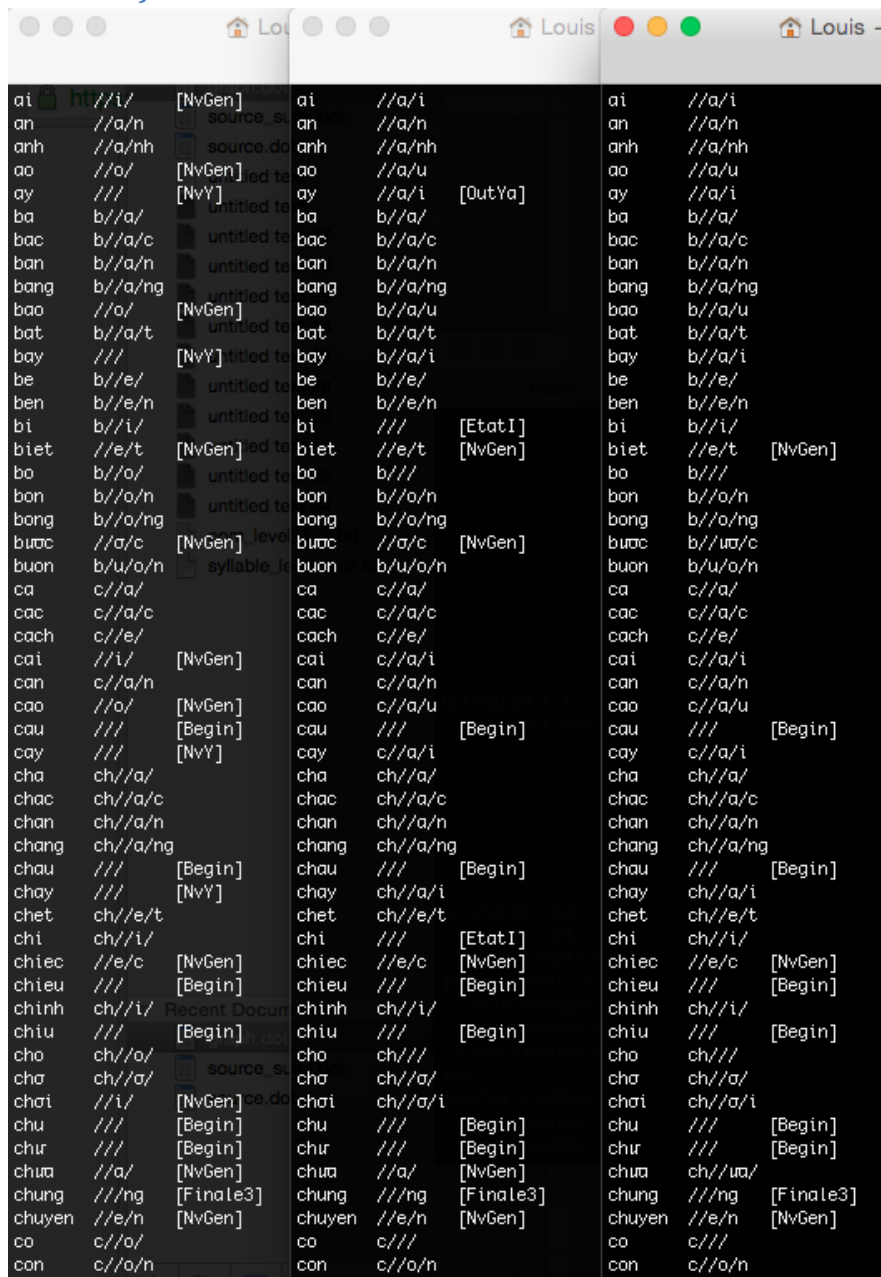 Lou Louis Louis -
ai //i/ [NvGen] ai //a/i ai //a/i
an //a/n an //a/n an //a/n
anh //a/nh anh //a/nh anh //a/nh
ao //o/ [NvGen] ao //a/u ao //a/u
ay /// [NvY] ay //a/i [OutYa] ay //a/i
ba b//a/ ba b//a/ ba b//a/
bac b//a/c bac b//a/c bac b//a/c
ban b//a/n ban b//a/n ban b//a/n
bang b//a/ng bang b//a/ng bang b//a/ng
bao //o/ [NvGen] bao b//a/u bao b//a/u
bat b//a/t bat b//a/t bat b//a/t
bay /// [NvY] bay b//a/i bay b//a/i
be b//e/ be b//e/ be b//e/
ben b//e/n ben b//e/n ben b//e/n
bi b//i/ bi /// [EtatI] bi b//i/
biet //e/t [NvGen] biet //e/t [NvGen] biet //e/t [NvGen]
bo b//o/ bo b/// bo b///
bon b//o/n bon b//o/n bon b//o/n
bong b//o/ng bong b//o/ng bong b//o/ng
bươc //ơ/c [NvGen] bươc //ơ/c [NvGen] bươc b//ươ/c
buon b/u/o/n buon b/u/o/n buon b/u/o/n
ca c//a/ ca c//a/ ca c//a/
cac c//a/c cac c//a/c cac c//a/c
cach c//e/ cach c//e/ cach c//e/
cai //i/ [NvGen] cai c//a/i cai c//a/i
can c//a/n can c//a/n can c//a/n
cao //o/ [NvGen] cao c//a/u cao c//a/u
cau /// [Begin] cau /// [Begin] cau /// [Begin]
cay /// [NvY] cay c//a/i cay c//a/i
cha ch//a/ cha ch//a/ cha ch//a/
chac ch//a/c chac ch//a/c chac ch//a/c
chan ch//a/n chan ch//a/n chan ch//a/n
chang ch//a/ng chang ch//a/ng chang ch//a/ng
chau /// [Begin] chau /// [Begin] chau /// [Begin]
chay /// [NvY] chay ch//a/i chay ch//a/i
chet ch//e/t chet ch//e/t chet ch//e/t
chi ch//i/ chi /// [EtatI] chi ch//i/
chiec //e/c [NvGen] chiec //e/c [NvGen] chiec //e/c [NvGen]
chieu /// [Begin] chieu /// [Begin] chieu /// [Begin]
chinh ch//i/ chinh ch//i/ chinh ch//i/
chiu /// [Begin] chiu /// [Begin] chiu /// [Begin]
cho ch//o/ cho ch/// cho ch///
chơ ch//ơ/ chơ ch//ơ/ chơ ch//ơ/
chơi //i/ [NvGen] chơi ch//ơ/i chơi ch//ơ/i
chu /// [Begin] chu /// [Begin] chu /// [Begin]
chư /// [Begin] chư /// [Begin] chư /// [Begin]
chưa //a/ [NvGen] chưa //a/ [NvGen] chưa ch//ưa/
chung ///ng [Finale3] chung ///ng [Finale3] chung ///ng [Finale3]
chuyen //e/n [NvGen] chuyen //e/n [NvGen] chuyen //e/n [NvGen]
co c//o/ co c/// co c///
con c//o/n con c//o/n con c//o/n